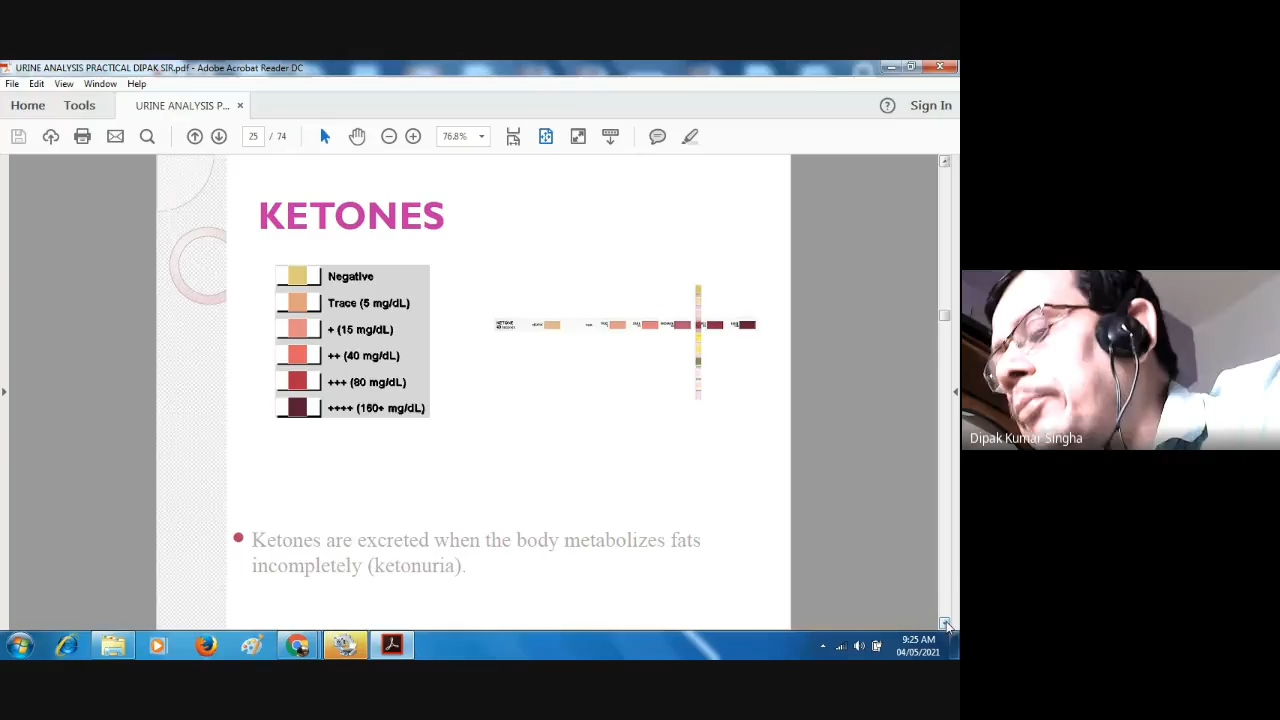 URINE ANALYSIS PRACTICAL DIPAK SIR.pdf - Adobe Acrobat Reader DC
File Edit View Window Help
Home Tools URINE ANALYSIS P... × ? Sign In
25 / 74 76.8%
KETONES
Negative
Trace (5 mg/dL)
+ (15 mg/dL)
++ (40 mg/dL)
+++ (80 mg/dL)
++++ (160+ mg/dL)
KETONE
Ketones are excreted when the body metabolizes fats
incompletely (ketonuria).
Dipak Kumar Singha
9:25 AM
04/05/2021